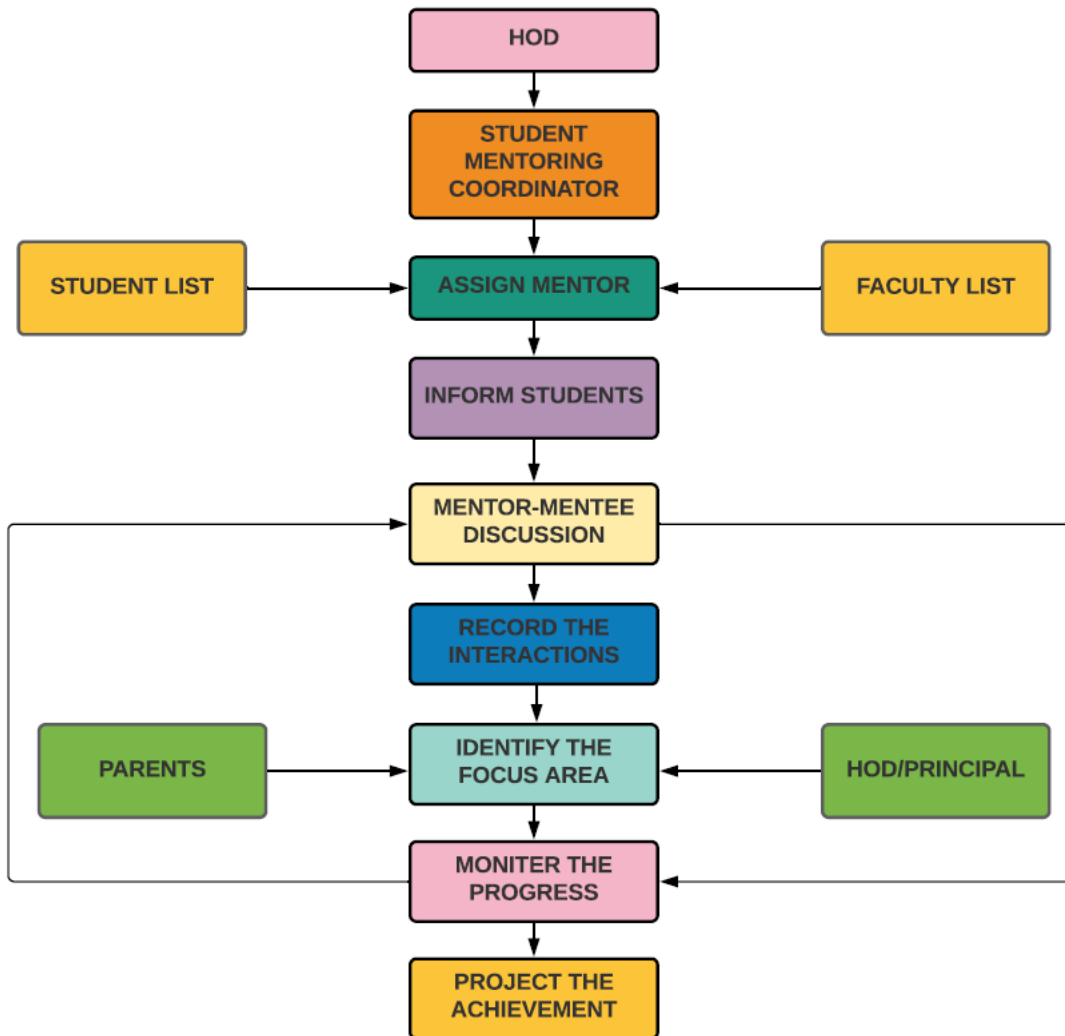 HOD
STUDENT
MENTORING
COORDINATOR
STUDENT LIST
ASSIGN MENTOR
FACULTY LIST
INFORM STUDENTS
MENTOR-MENTEE
DISCUSSION
RECORD THE
INTERACTIONS
PARENTS
IDENTIFY THE
FOCUS AREA
HOD/PRINCIPAL
MONITER THE
PROGRESS
PROJECT THE
ACHIEVEMENT